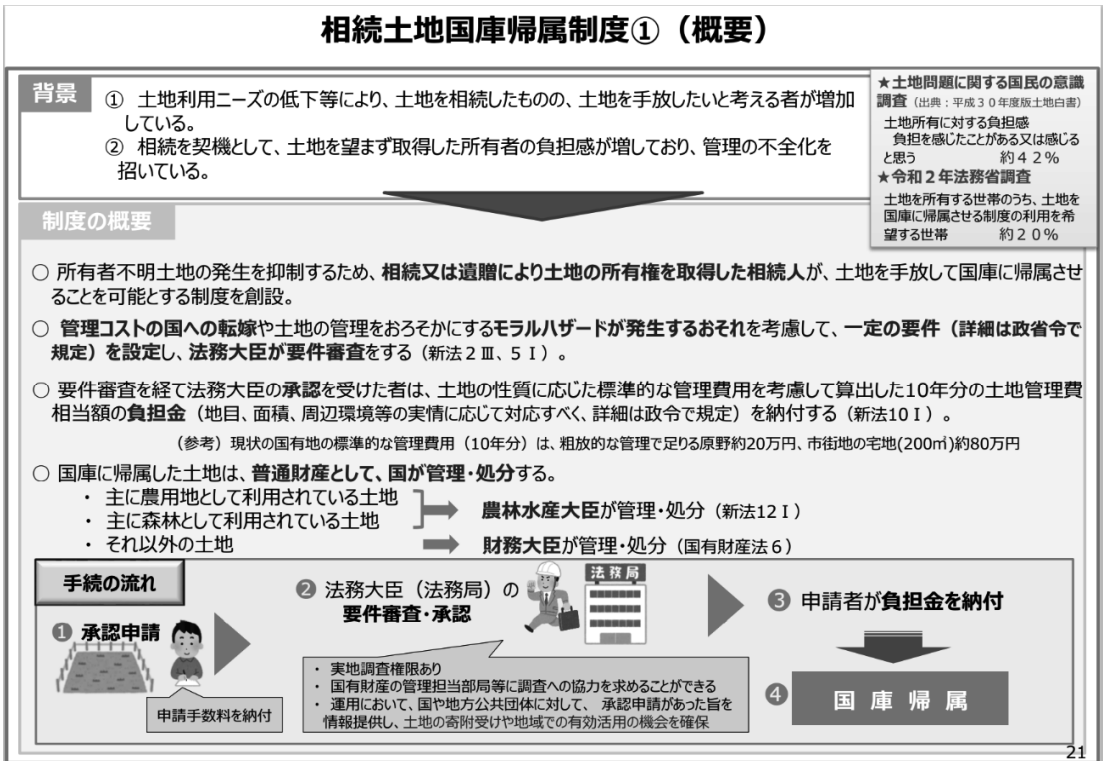 相続土地国庫帰属制度①(概要)
背景
① 土地利用ニーズの低下等により、土地を相続したものの、土地を手放したいと考える者が増加
している。
② 相続を契機として、土地を望まず取得した所有者の負担感が増しており、管理の不全化を
招いている。
★土地問題に関する国民の意識
調査(出典:平成30年度版土地白書)
土地所有に対する負担感
負担を感じたことがある又は感じる
と思う 約42%
★令和2年法務省調査
土地を所有する世帯のうち、土地を
国庫に帰属させる制度の利用を希
望する世帯 約20%
制度の概要
○ 所有者不明土地の発生を抑制するため、相続又は遺贈により土地の所有権を取得した相続人が、土地を手放して国庫に帰属させ
ることを可能とする制度を創設。
○ 管理コストの国への転嫁や土地の管理をおろそかにするモラルハザードが発生するおそれを考慮して、一定の要件(詳細は政省令で
規定)を設定し、法務大臣が要件審査をする(新法2Ⅲ、5Ⅰ)。
○ 要件審査を経て法務大臣の承認を受けた者は、土地の性質に応じた標準的な管理費用を考慮して算出した10年分の土地管理費
相当額の負担金(地目、面積、周辺環境等の実情に応じて対応すべく、詳細は政令で規定)を納付する(新法10Ⅰ)。
(参考)現状の国有地の標準的な管理費用(10年分)は、粗放的な管理で足りる原野約20万円、市街地の宅地(200㎡)約80万円
○ 国庫に帰属した土地は、普通財産として、国が管理・処分する。
・ 主に農用地として利用されている土地
・ 主に森林として利用されている土地
農林水産大臣が管理・処分(新法12Ⅰ)
・ それ以外の土地
財務大臣が管理・処分(国有財産法6)
手続の流れ
❶ 承認申請
申請手数料を納付
❷ 法務大臣(法務局)の
要件審査・承認
法務局
・ 実地調査権限あり
・ 国有財産の管理担当部局等に調査への協力を求めることができる
・ 運用において、国や地方公共団体に対して、 承認申請があった旨を
情報提供し、土地の寄附受けや地域での有効活用の機会を確保
❸ 申請者が負担金を納付
❹ 国庫帰属
21